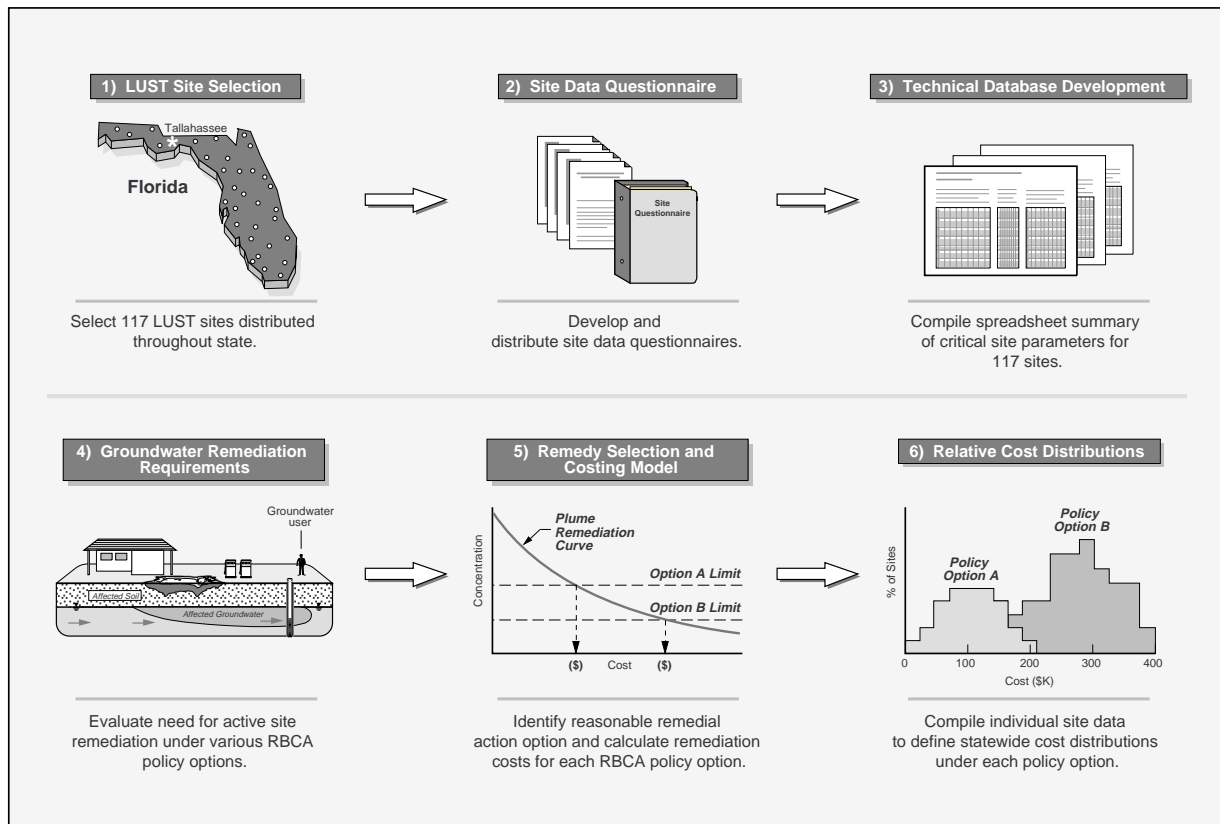 1) LUST Site Selection
Tallahassee
*
Florida
Select 117 LUST sites distributed
throughout state.
2) Site Data Questionnaire
Site
Questionnaire
Develop and
distribute site data questionnaires.
3) Technical Database Development
Compile spreadsheet summary
of critical site parameters for
117 sites.
4) Groundwater Remediation
Requirements
Groundwater
user
Affected Soil
Affected Groundwater
Evaluate need for active site
remediation under various RBCA
policy options.
5) Remedy Selection and
Costing Model
Concentration
Plume
Remediation
Curve
Option A Limit
Option B Limit
($) Cost ($)
Identify reasonable remedial
action option and calculate remediation
costs for each RBCA policy option.
6) Relative Cost Distributions
% of Sites
Policy
Option A
Policy
Option B
0 100 200 300 400
Cost ($K)
Compile individual site data
to define statewide cost distributions
under each policy option.